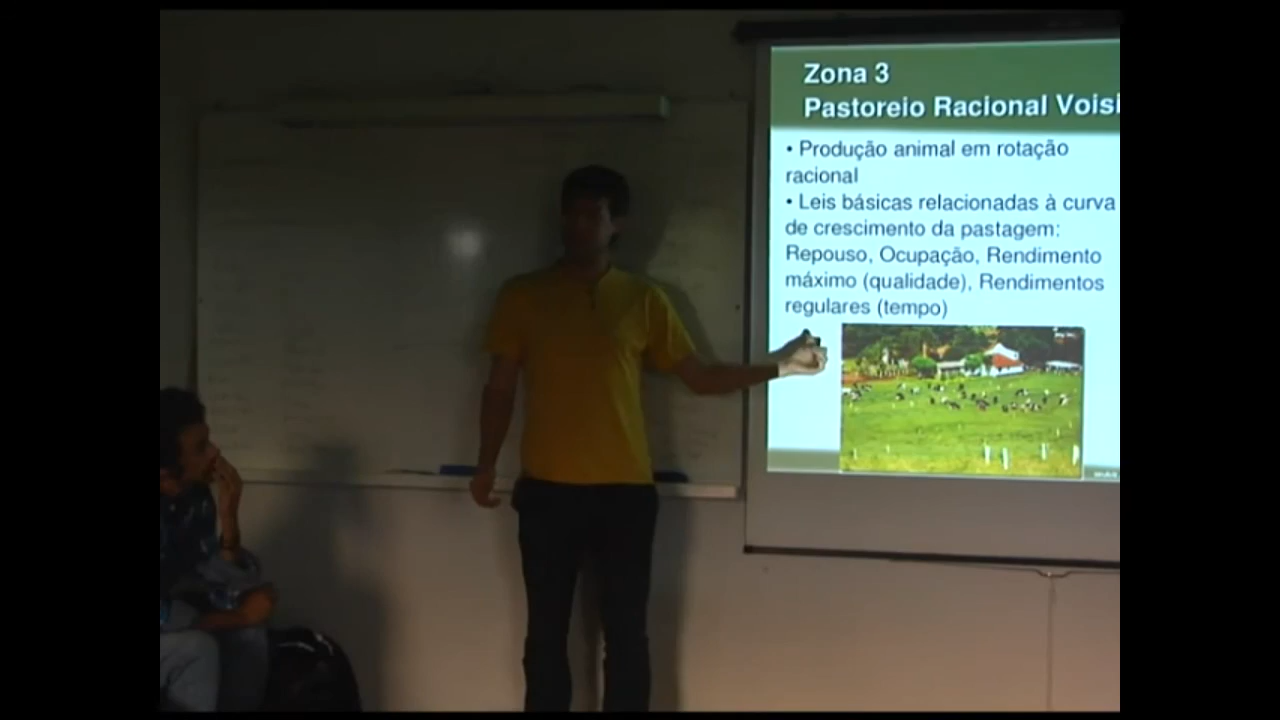 Zona 3
Pastoreio Racional Voisi
• Produção animal em rotação
racional
• Leis básicas relacionadas à curva
de crescimento da pastagem:
Repouso, Ocupação, Rendimento
máximo (qualidade), Rendimentos
regulares (tempo)